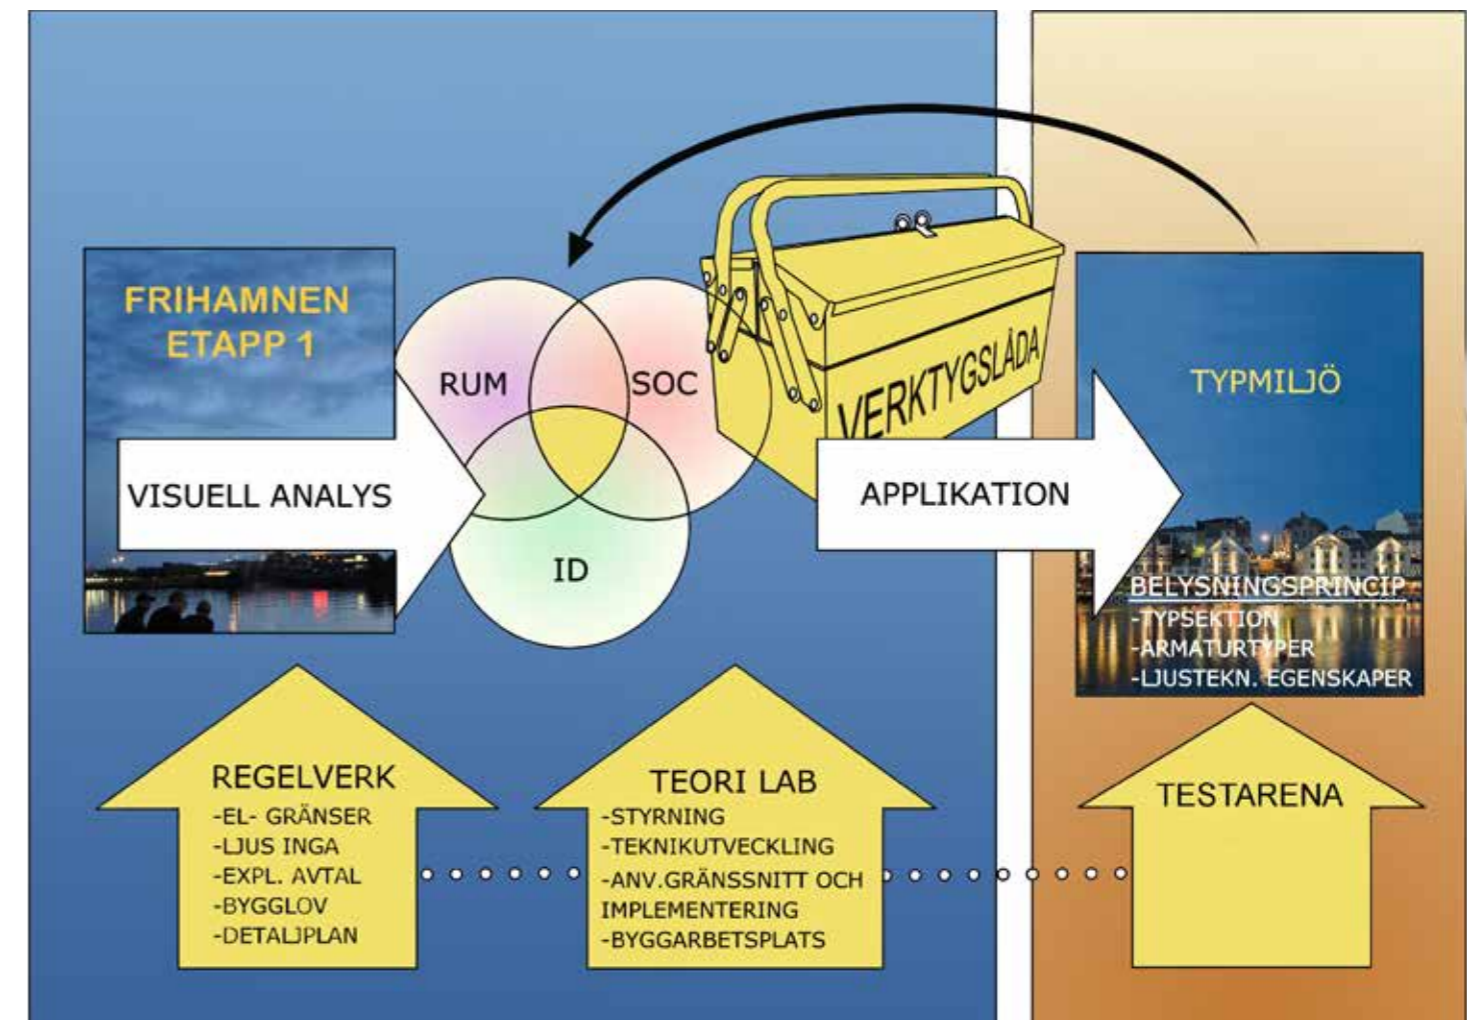 FRIHAMNEN
ETAPP 1
VISUELL ANALYS
RUM
SOC
ID
VERKTYGSLÅDA
APPLIKATION
TYPMILJÖ
BELYSNINGSPRINCIP
-TYPSEKTION
-ARMATURTYPER
-LJUSTEKN. EGENSKAPER
REGELVERK
-EL- GRÄNSER
-LJUS INGA
-EXPL. AVTAL
-BYGGLOV
-DETALJPLAN
TEORI LAB
-STYRNING
-TEKNIKUTVECKLING
-ANV.GRÄNSSNITT OCH
IMPLEMENTERING
-BYGGARBETSPLATS
TESTARENA